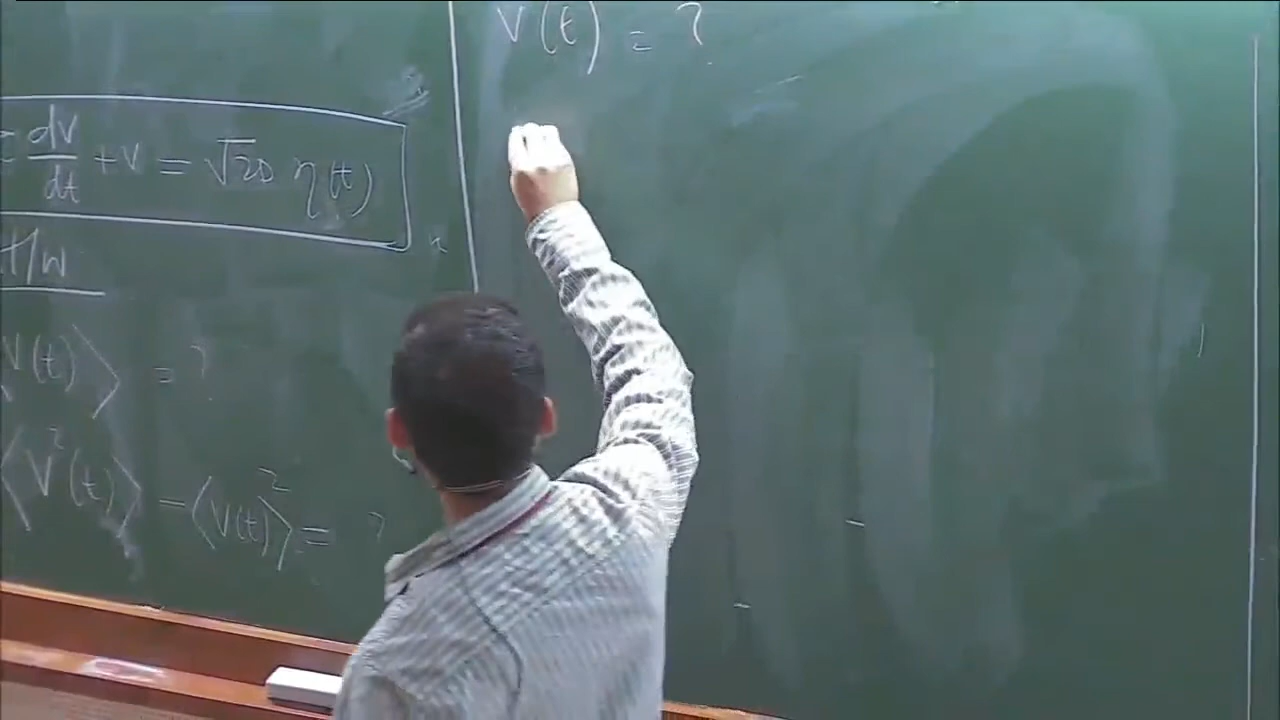 dv/dt + v = √2D η(t)
H/w
⟨V(t)⟩ = ?
⟨V²(t)⟩ - ⟨V(t)⟩² = ?
V(t) = ?